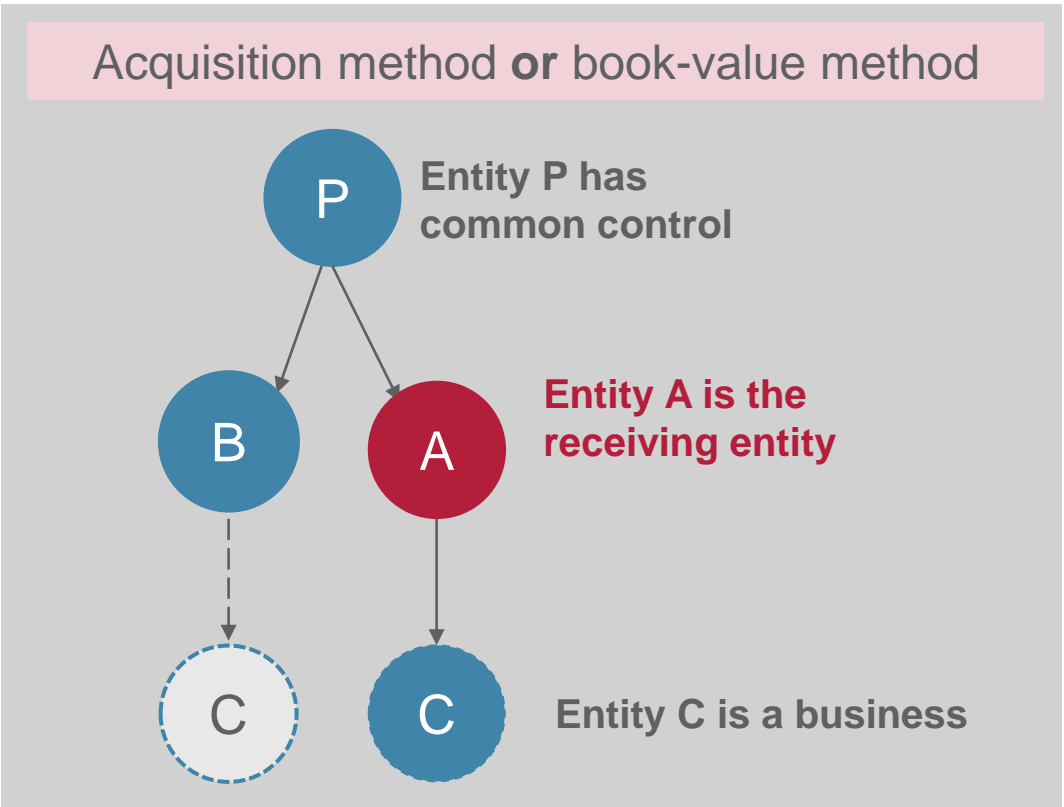 Acquisition method or book-value method
P
Entity P has
common control
B
A
Entity A is the
receiving entity
C
C
Entity C is a business